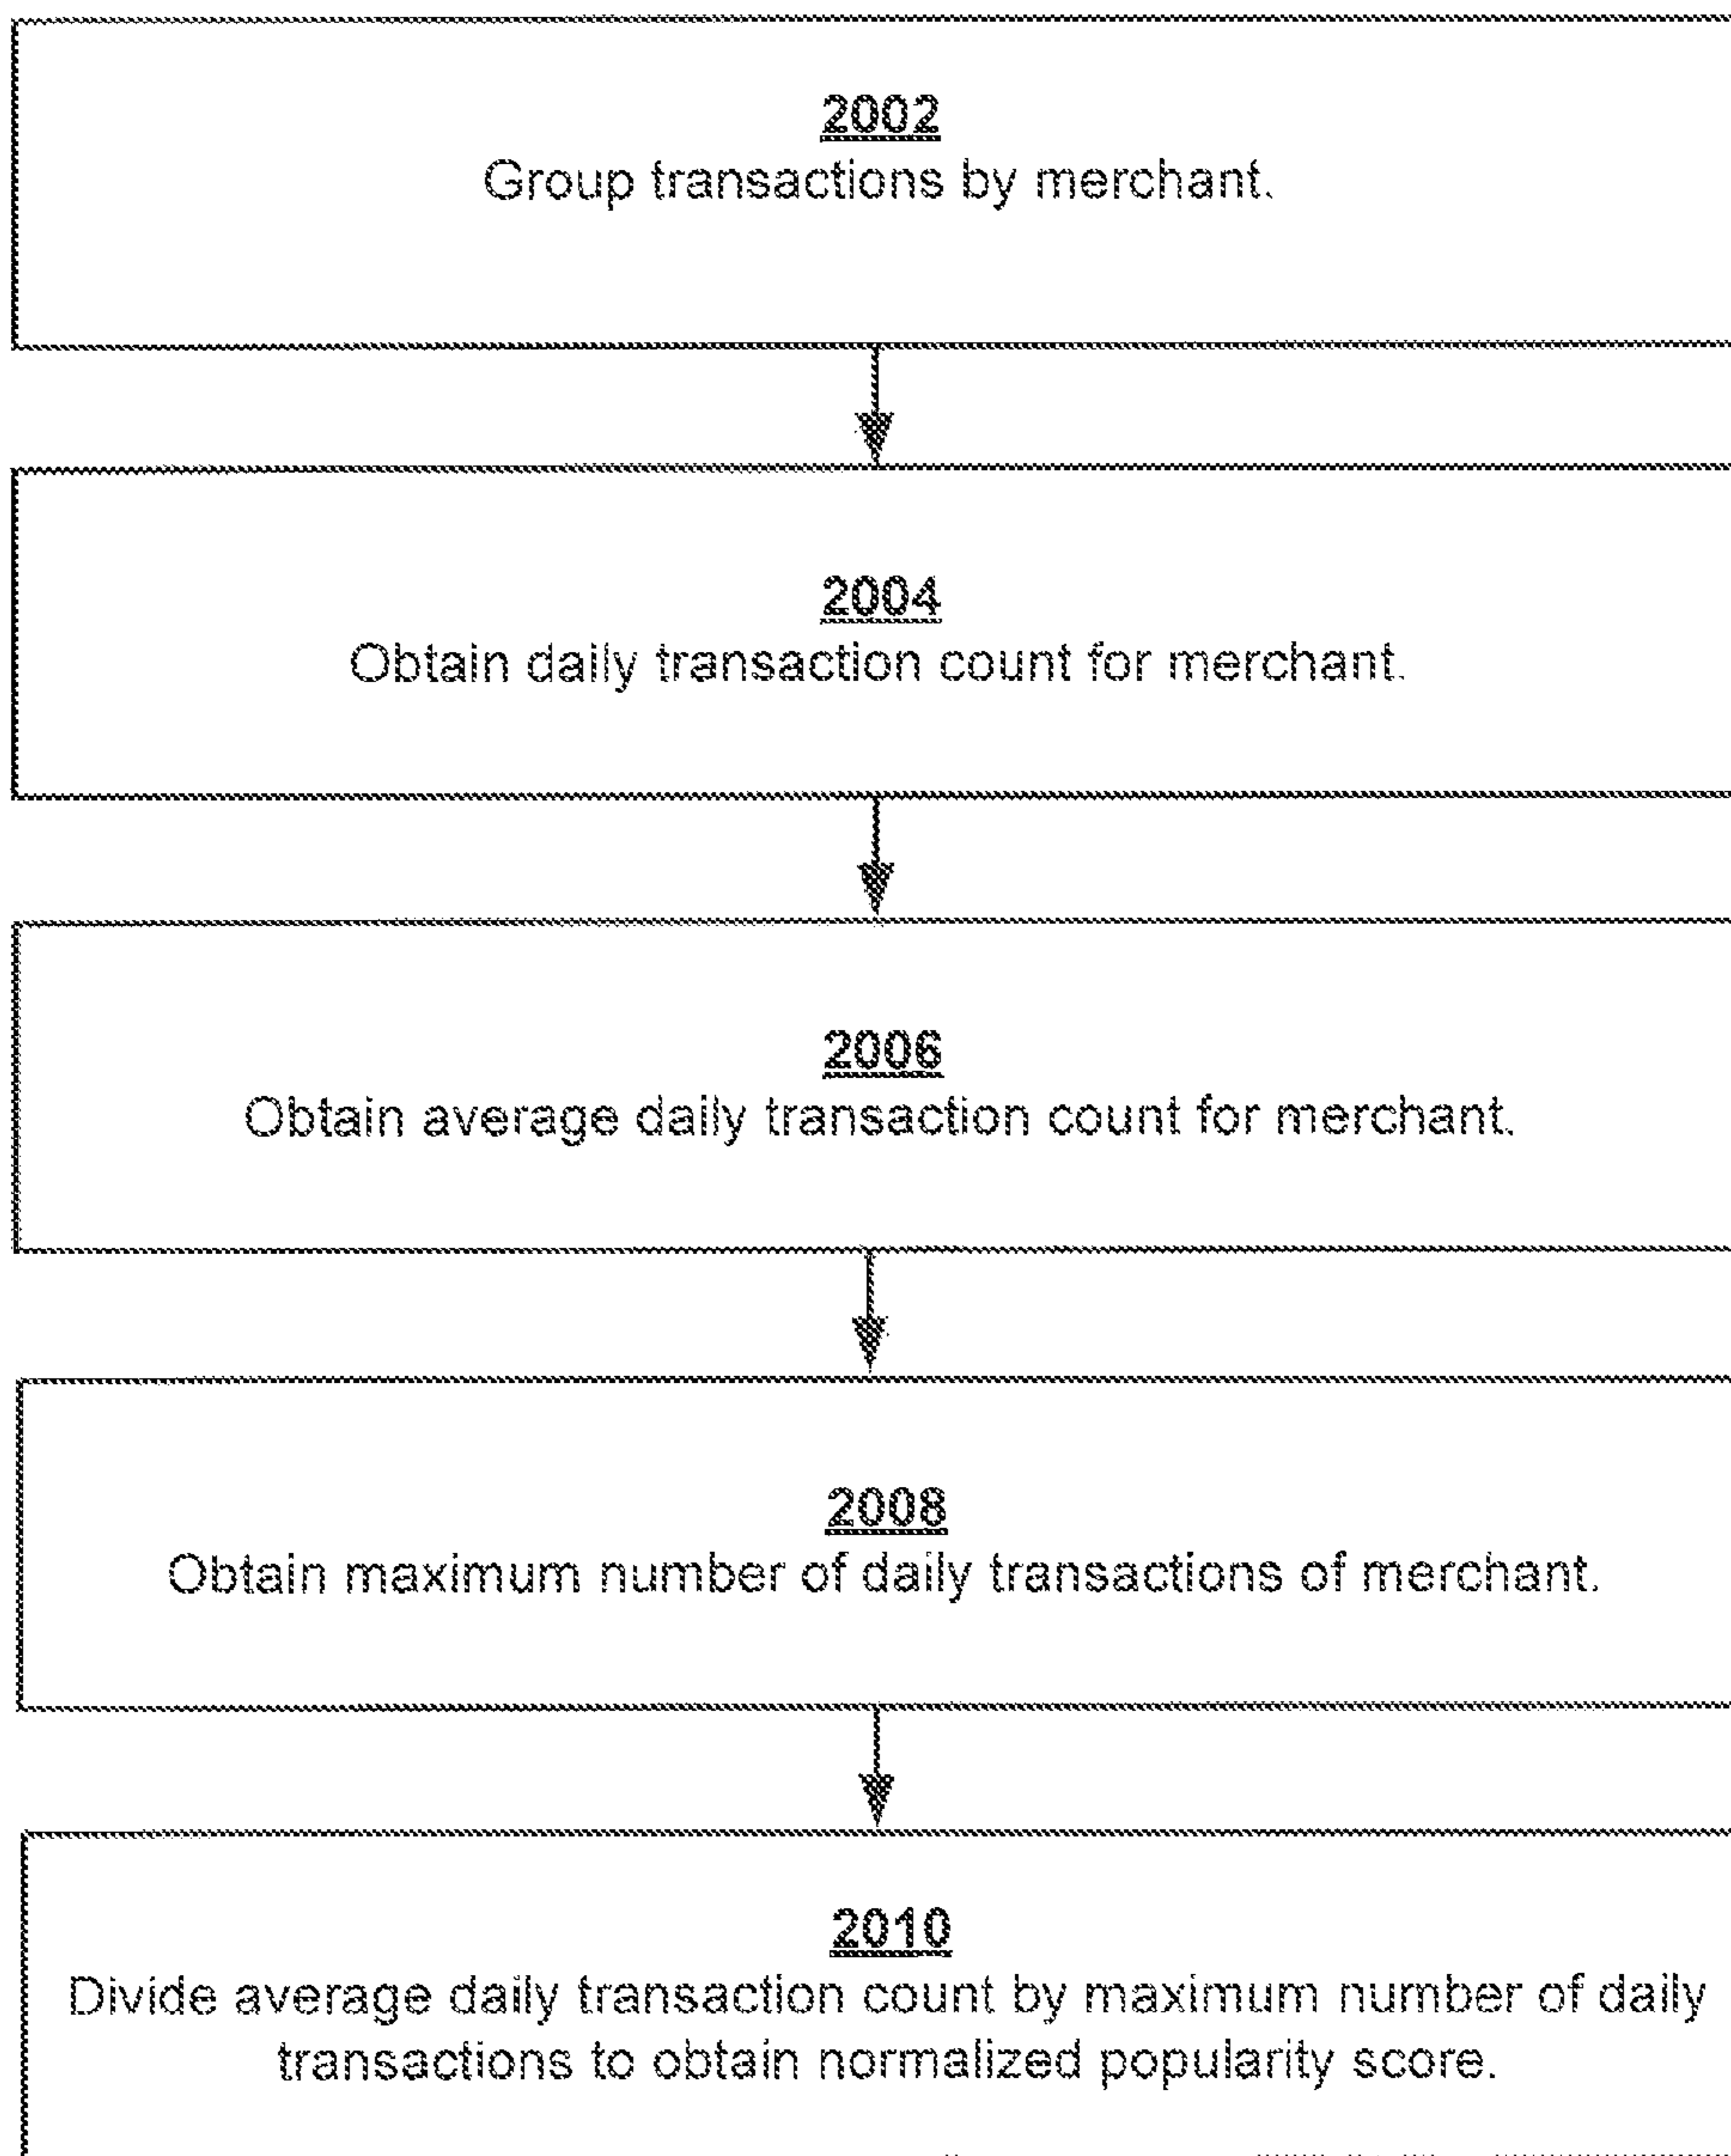 2002
Group transactions by merchant.
2004
Obtain daily transaction count for merchant.
2006
Obtain average daily transaction count for merchant.
2008
Obtain maximum number of daily transactions of merchant.
2010
Divide average daily transaction count by maximum number of daily
transactions to obtain normalized popularity score.